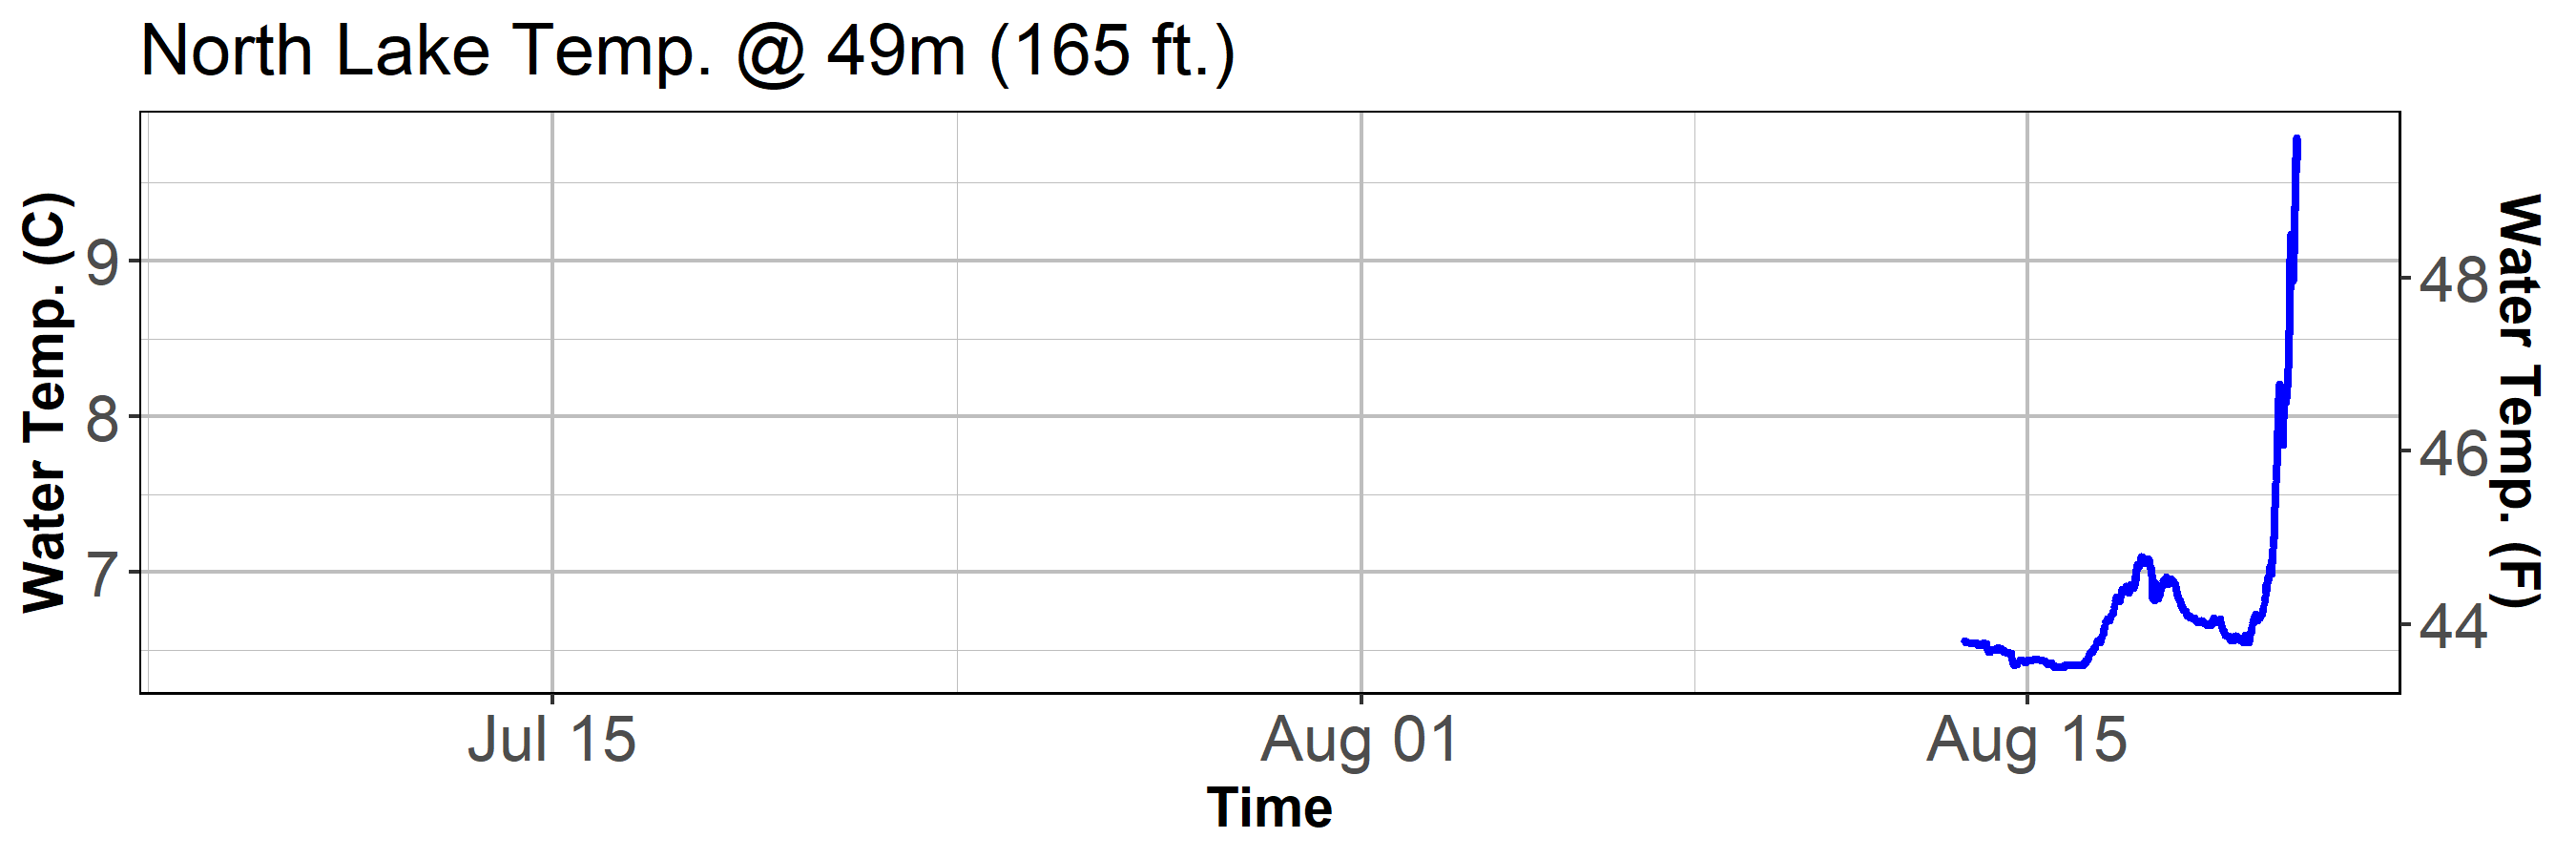 North Lake Temp. @ 49m (165 ft.)
Water Temp. (C)
9
8
7
48
46
44
Water Temp. (F)
Jul 15
Aug 01
Aug 15
Time